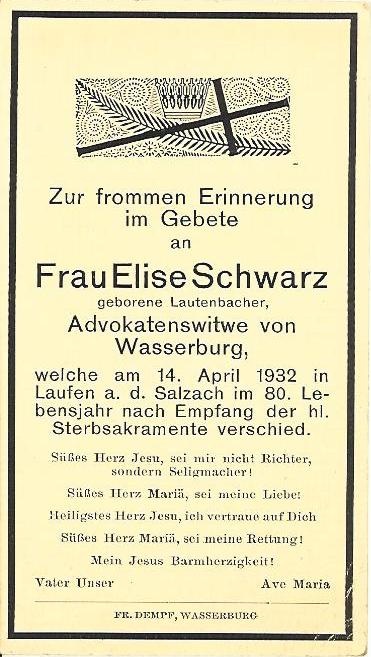 Zur frommen Erinnerung
im Gebete
an
Frau Elise Schwarz
geborene Lautenbacher,
Advokatenswitwe von
Wasserburg,
welche am 14. April 1932 in
Laufen a. d. Salzach im 80. Le-
bensjahr nach Empfang der hl.
Sterbsakramente verschied.
Süßes Herz Jesu, sei mir nicht Richter,
sondern Seligmacher!
Süßes Herz Mariä, sei meine Liebe!
Heiligstes Herz Jesu, ich vertraue auf Dich
Süßes Herz Mariä, sei meine Rettung!
Mein Jesus Barmherzigkeit!
Vater Unser Ave Maria
FR. DEMPF, WASSERBURG